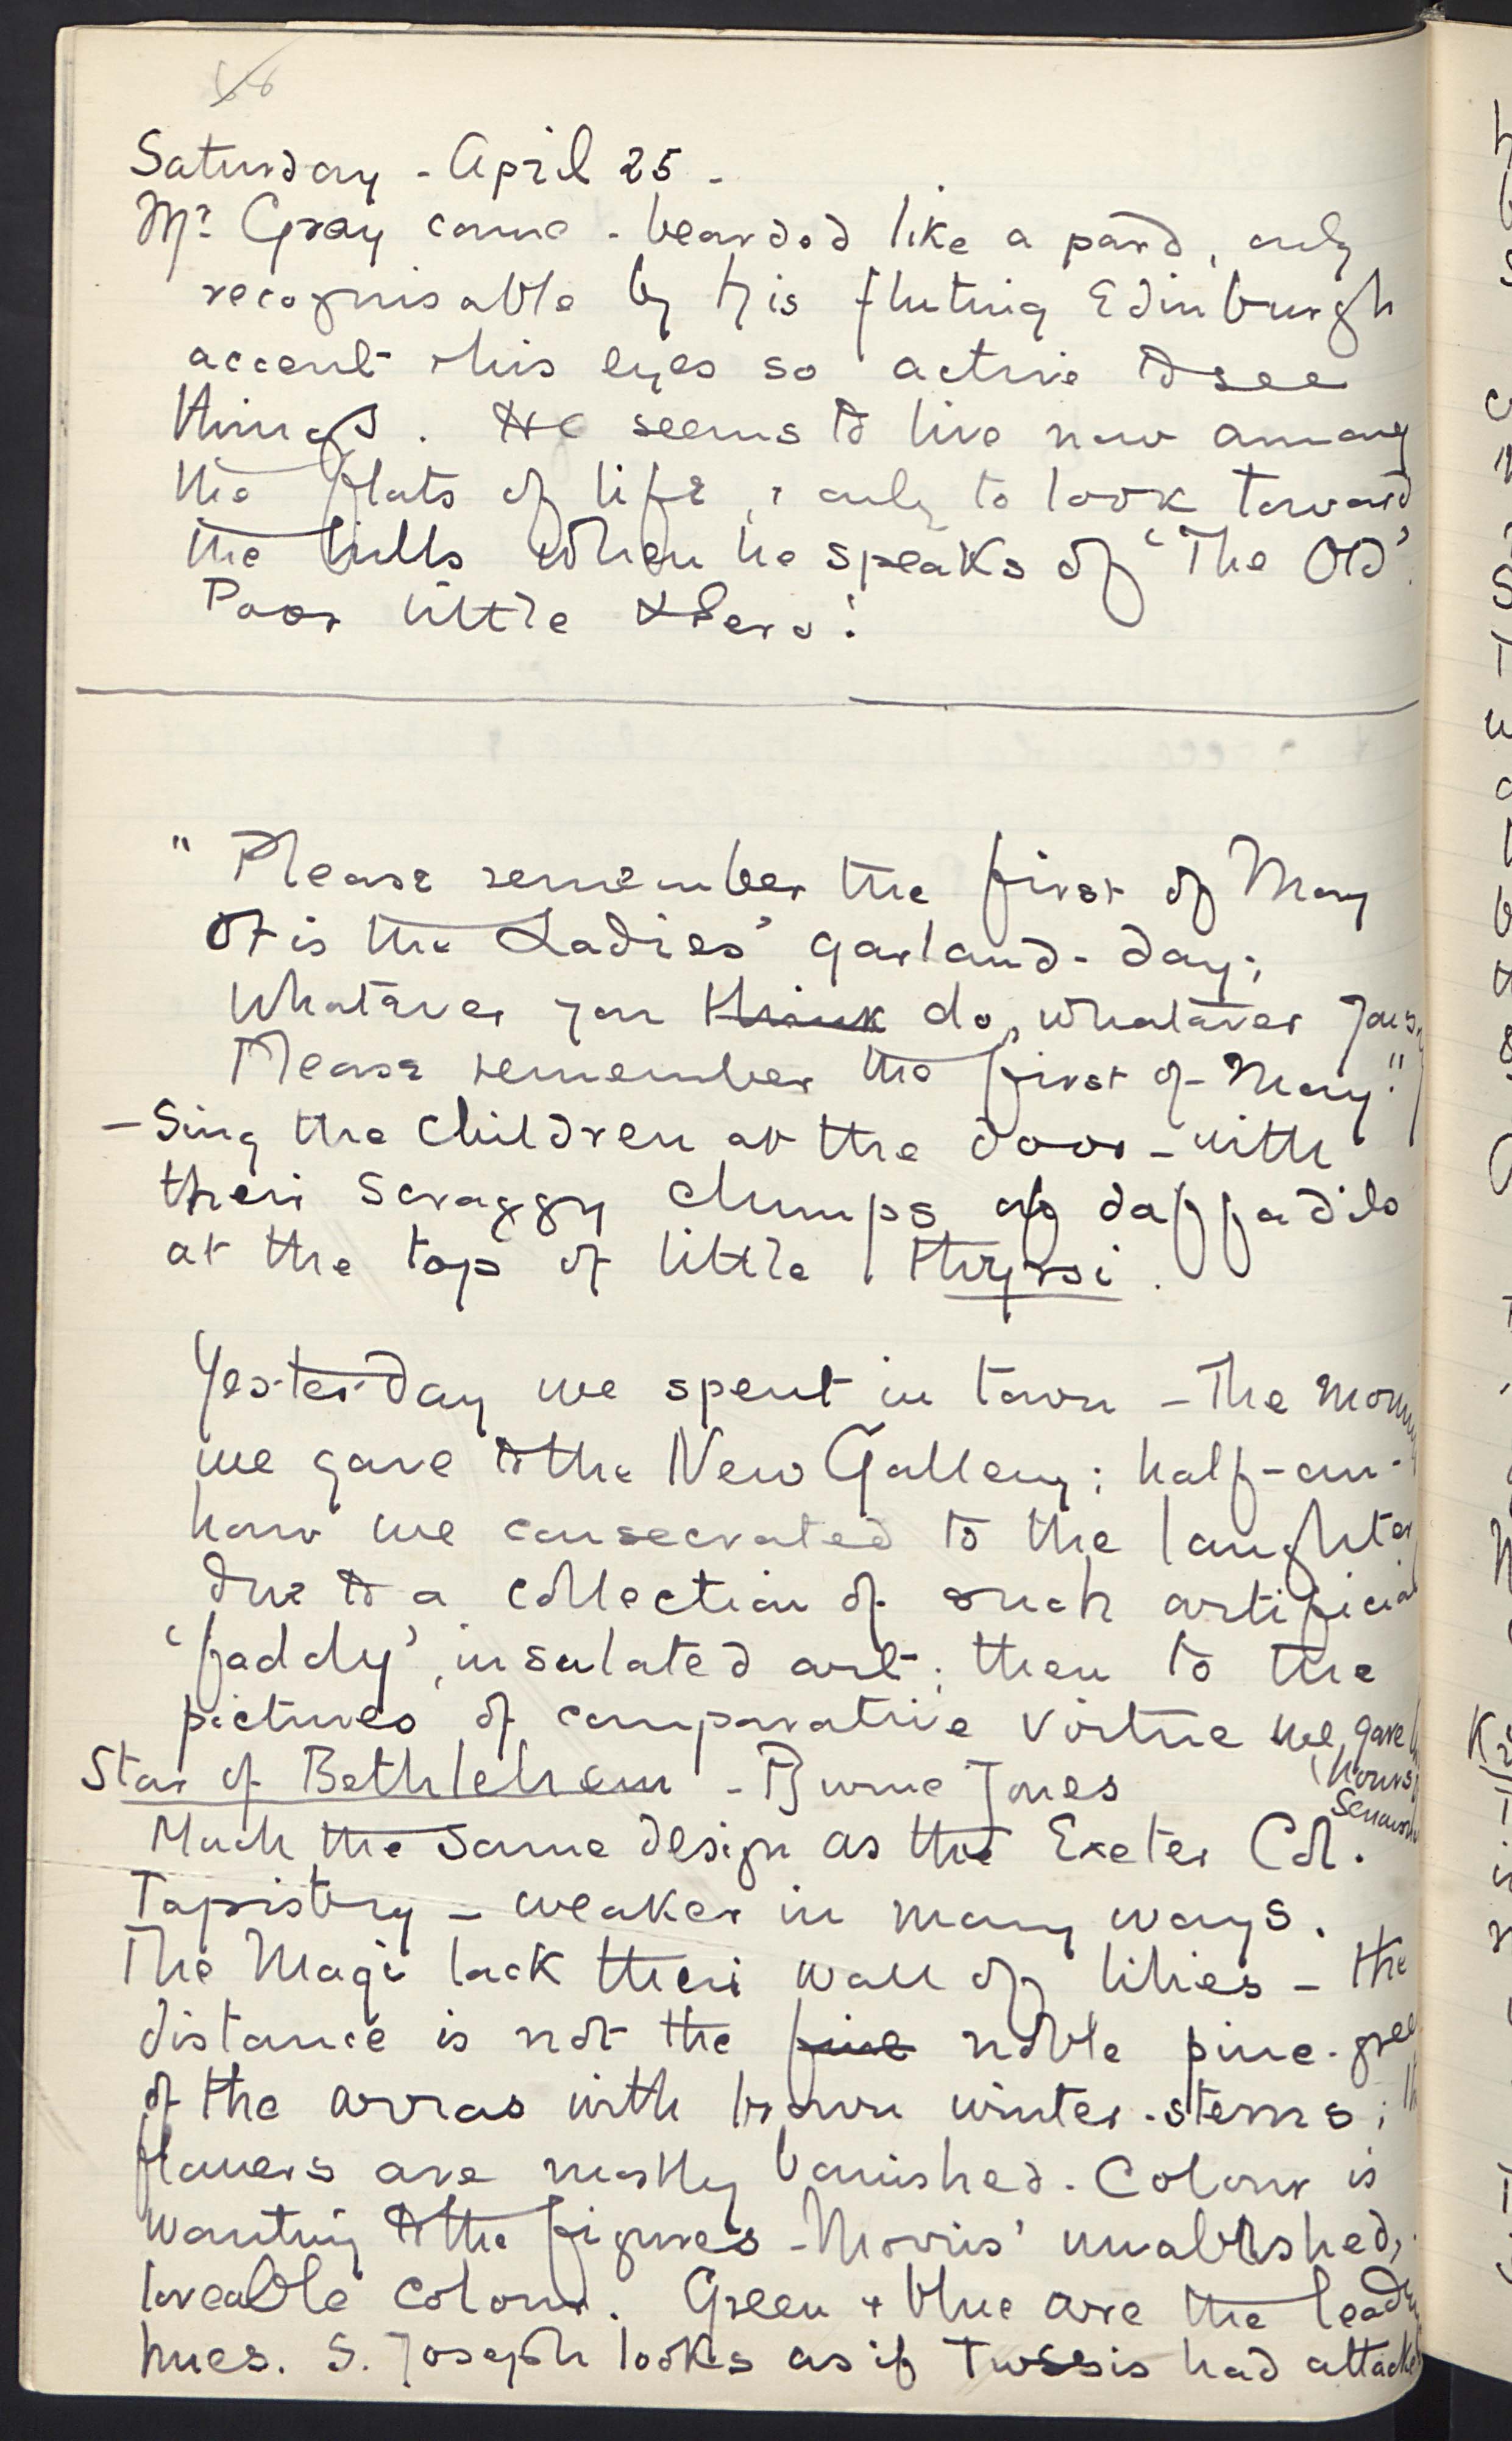 Saturday - April 25 -
Mr Gray came - bearded like a pard, only
recognisable by his fluting Edinburgh
accent & his eyes so active to see
things. He seems to live now among
the flats of life, & only to look toward
the hills when he speaks of 'The Old'.
Poor little Hero!
" Please remember the first of May
It is the Ladies' garland-day;
Whatever you think do, whatever you
Please remember the first of May."
- Sing the children at the door - with
their scraggy clumps of daffadils
at the top of little thyrsi.
Yesterday we spent in town - The morning
we gave to the New Gallery; half-an-
hour we consecrated to the laughter
due to a collection of such artificial
'faddy', insulated art; then to the
pictures of comparative virtue we gave
hours
Star of Bethlehem - Burne Jones
Much the same design as the Exeter Col.
Tapistry - weaker in many ways.
The Magi lack their wall of lilies - the
distance is not the fine noble pine-green
of the arras with brown winter-stems; the
flowers are mostly banished. Colour is
wanting to the figures - Morris' unabashed,
loveable colour. Green & blue are the leading
hues. S. Joseph looks as if Tussis had attacked